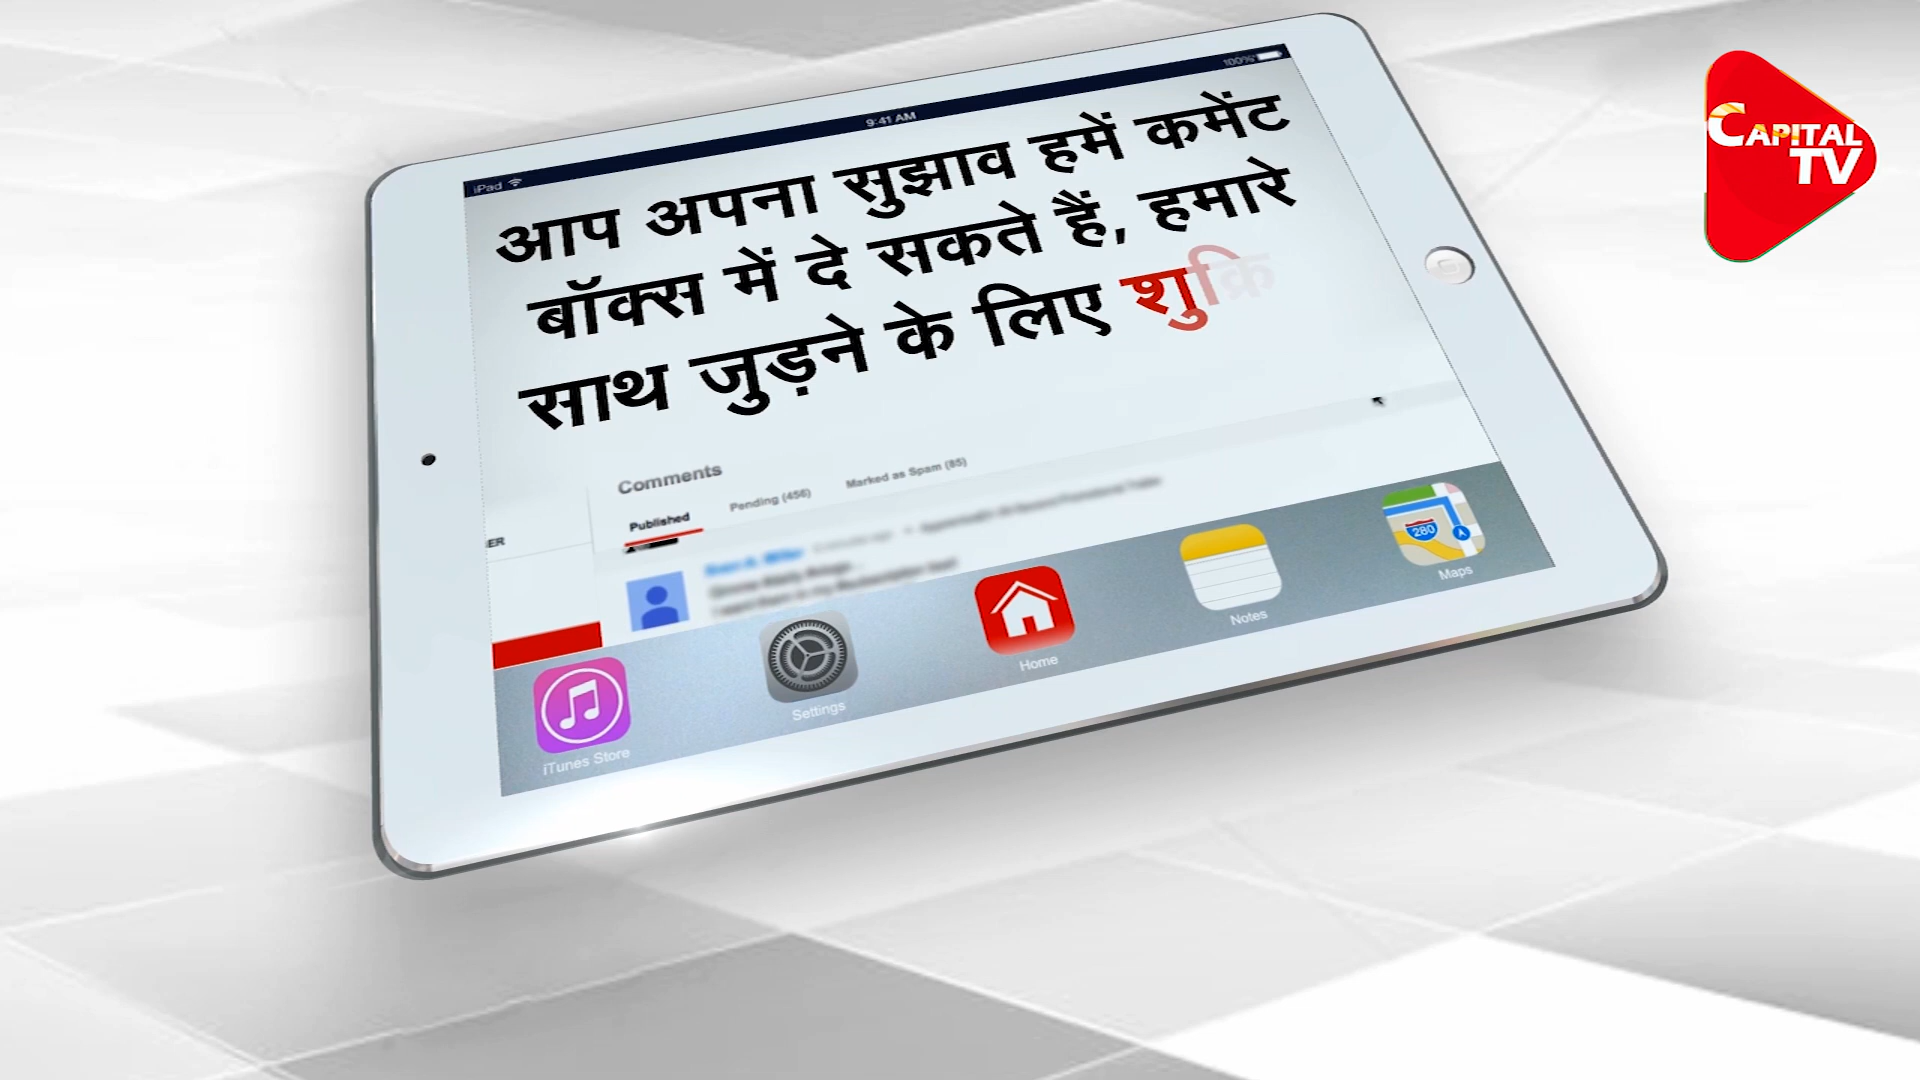 iPad
9:41 AM
100%
CAPITAL
TV
आप अपना सुझाव हमें कमेंट
बॉक्स में दे सकते हैं, हमारे
साथ जुड़ने के लिए शुक्रि
Comments
Published
Pending (456)
Marked as Spam (85)
ER
280
iTunes Store
Settings
Home
Notes
Maps